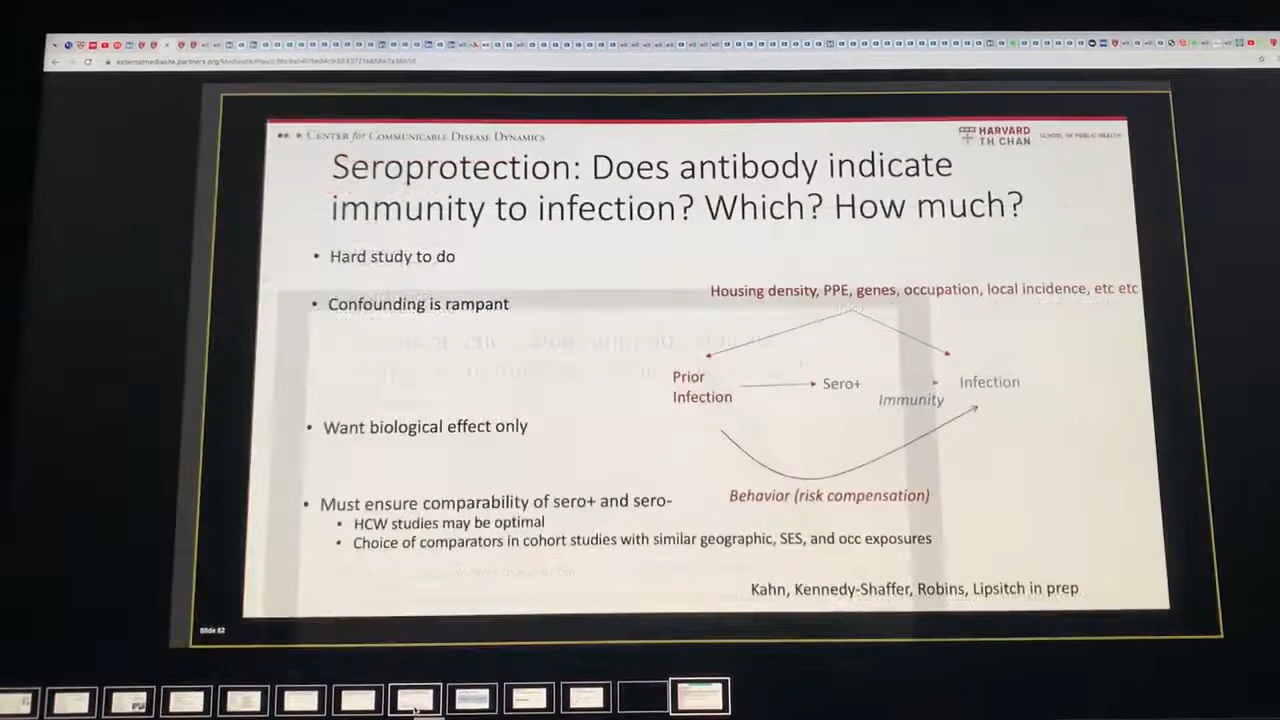 CENTER for COMMUNICABLE DISEASE DYNAMICS
HARVARD
T.H. CHAN
SCHOOL OF PUBLIC HEALTH
Seroprotection: Does antibody indicate
immunity to infection? Which? How much?
• Hard study to do
Housing density, PPE, genes, occupation, local incidence, etc etc
• Confounding is rampant
Prior
Infection
Sero+
Immunity
Infection
• Want biological effect only
Behavior (risk compensation)
• Must ensure comparability of sero+ and sero-
• HCW studies may be optimal
• Choice of comparators in cohort studies with similar geographic, SES, and occ exposures
Kahn, Kennedy-Shaffer, Robins, Lipsitch in prep
Slide 82